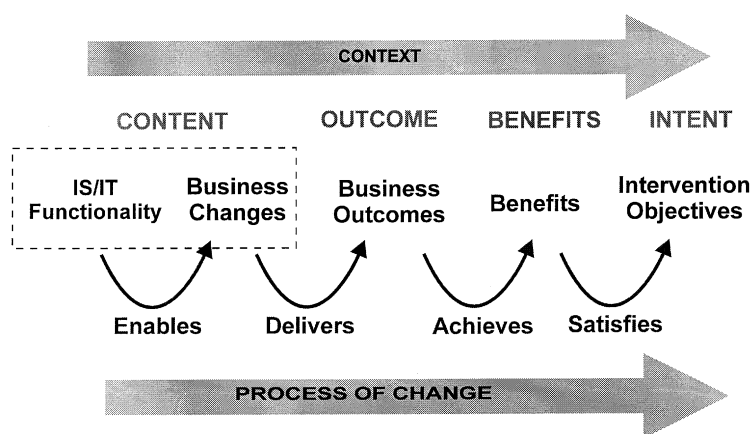 CONTEXT
CONTENT OUTCOME BENEFITS INTENT
IS/IT
Functionality
Business
Changes
Business
Outcomes
Benefits
Intervention
Objectives
Enables Delivers Achieves Satisfies
PROCESS OF CHANGE